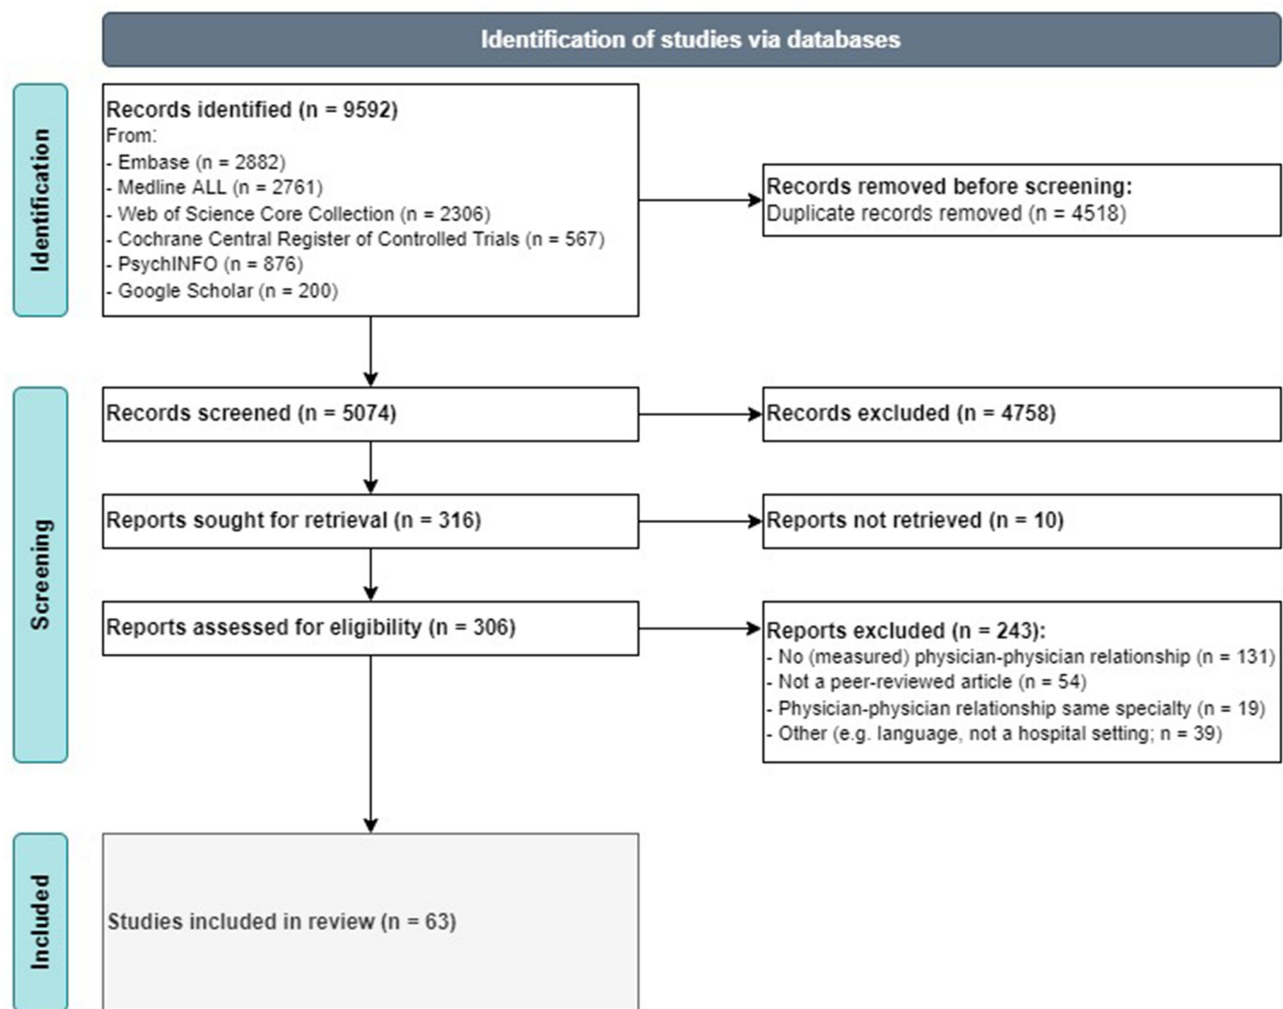 Identification of studies via databases
Identification
Records identified (n = 9592)
From:
- Embase (n = 2882)
- Medline ALL (n = 2761)
- Web of Science Core Collection (n = 2306)
- Cochrane Central Register of Controlled Trials (n = 567)
- PsychINFO (n = 876)
- Google Scholar (n = 200)
Records removed before screening:
Duplicate records removed (n = 4518)
Screening
Records screened (n = 5074)
Records excluded (n = 4758)
Reports sought for retrieval (n = 316)
Reports not retrieved (n = 10)
Reports assessed for eligibility (n = 306)
Reports excluded (n = 243):
- No (measured) physician-physician relationship (n = 131)
- Not a peer-reviewed article (n = 54)
- Physician-physician relationship same specialty (n = 19)
- Other (e.g. language, not a hospital setting; n = 39)
Included
Studies included in review (n = 63)